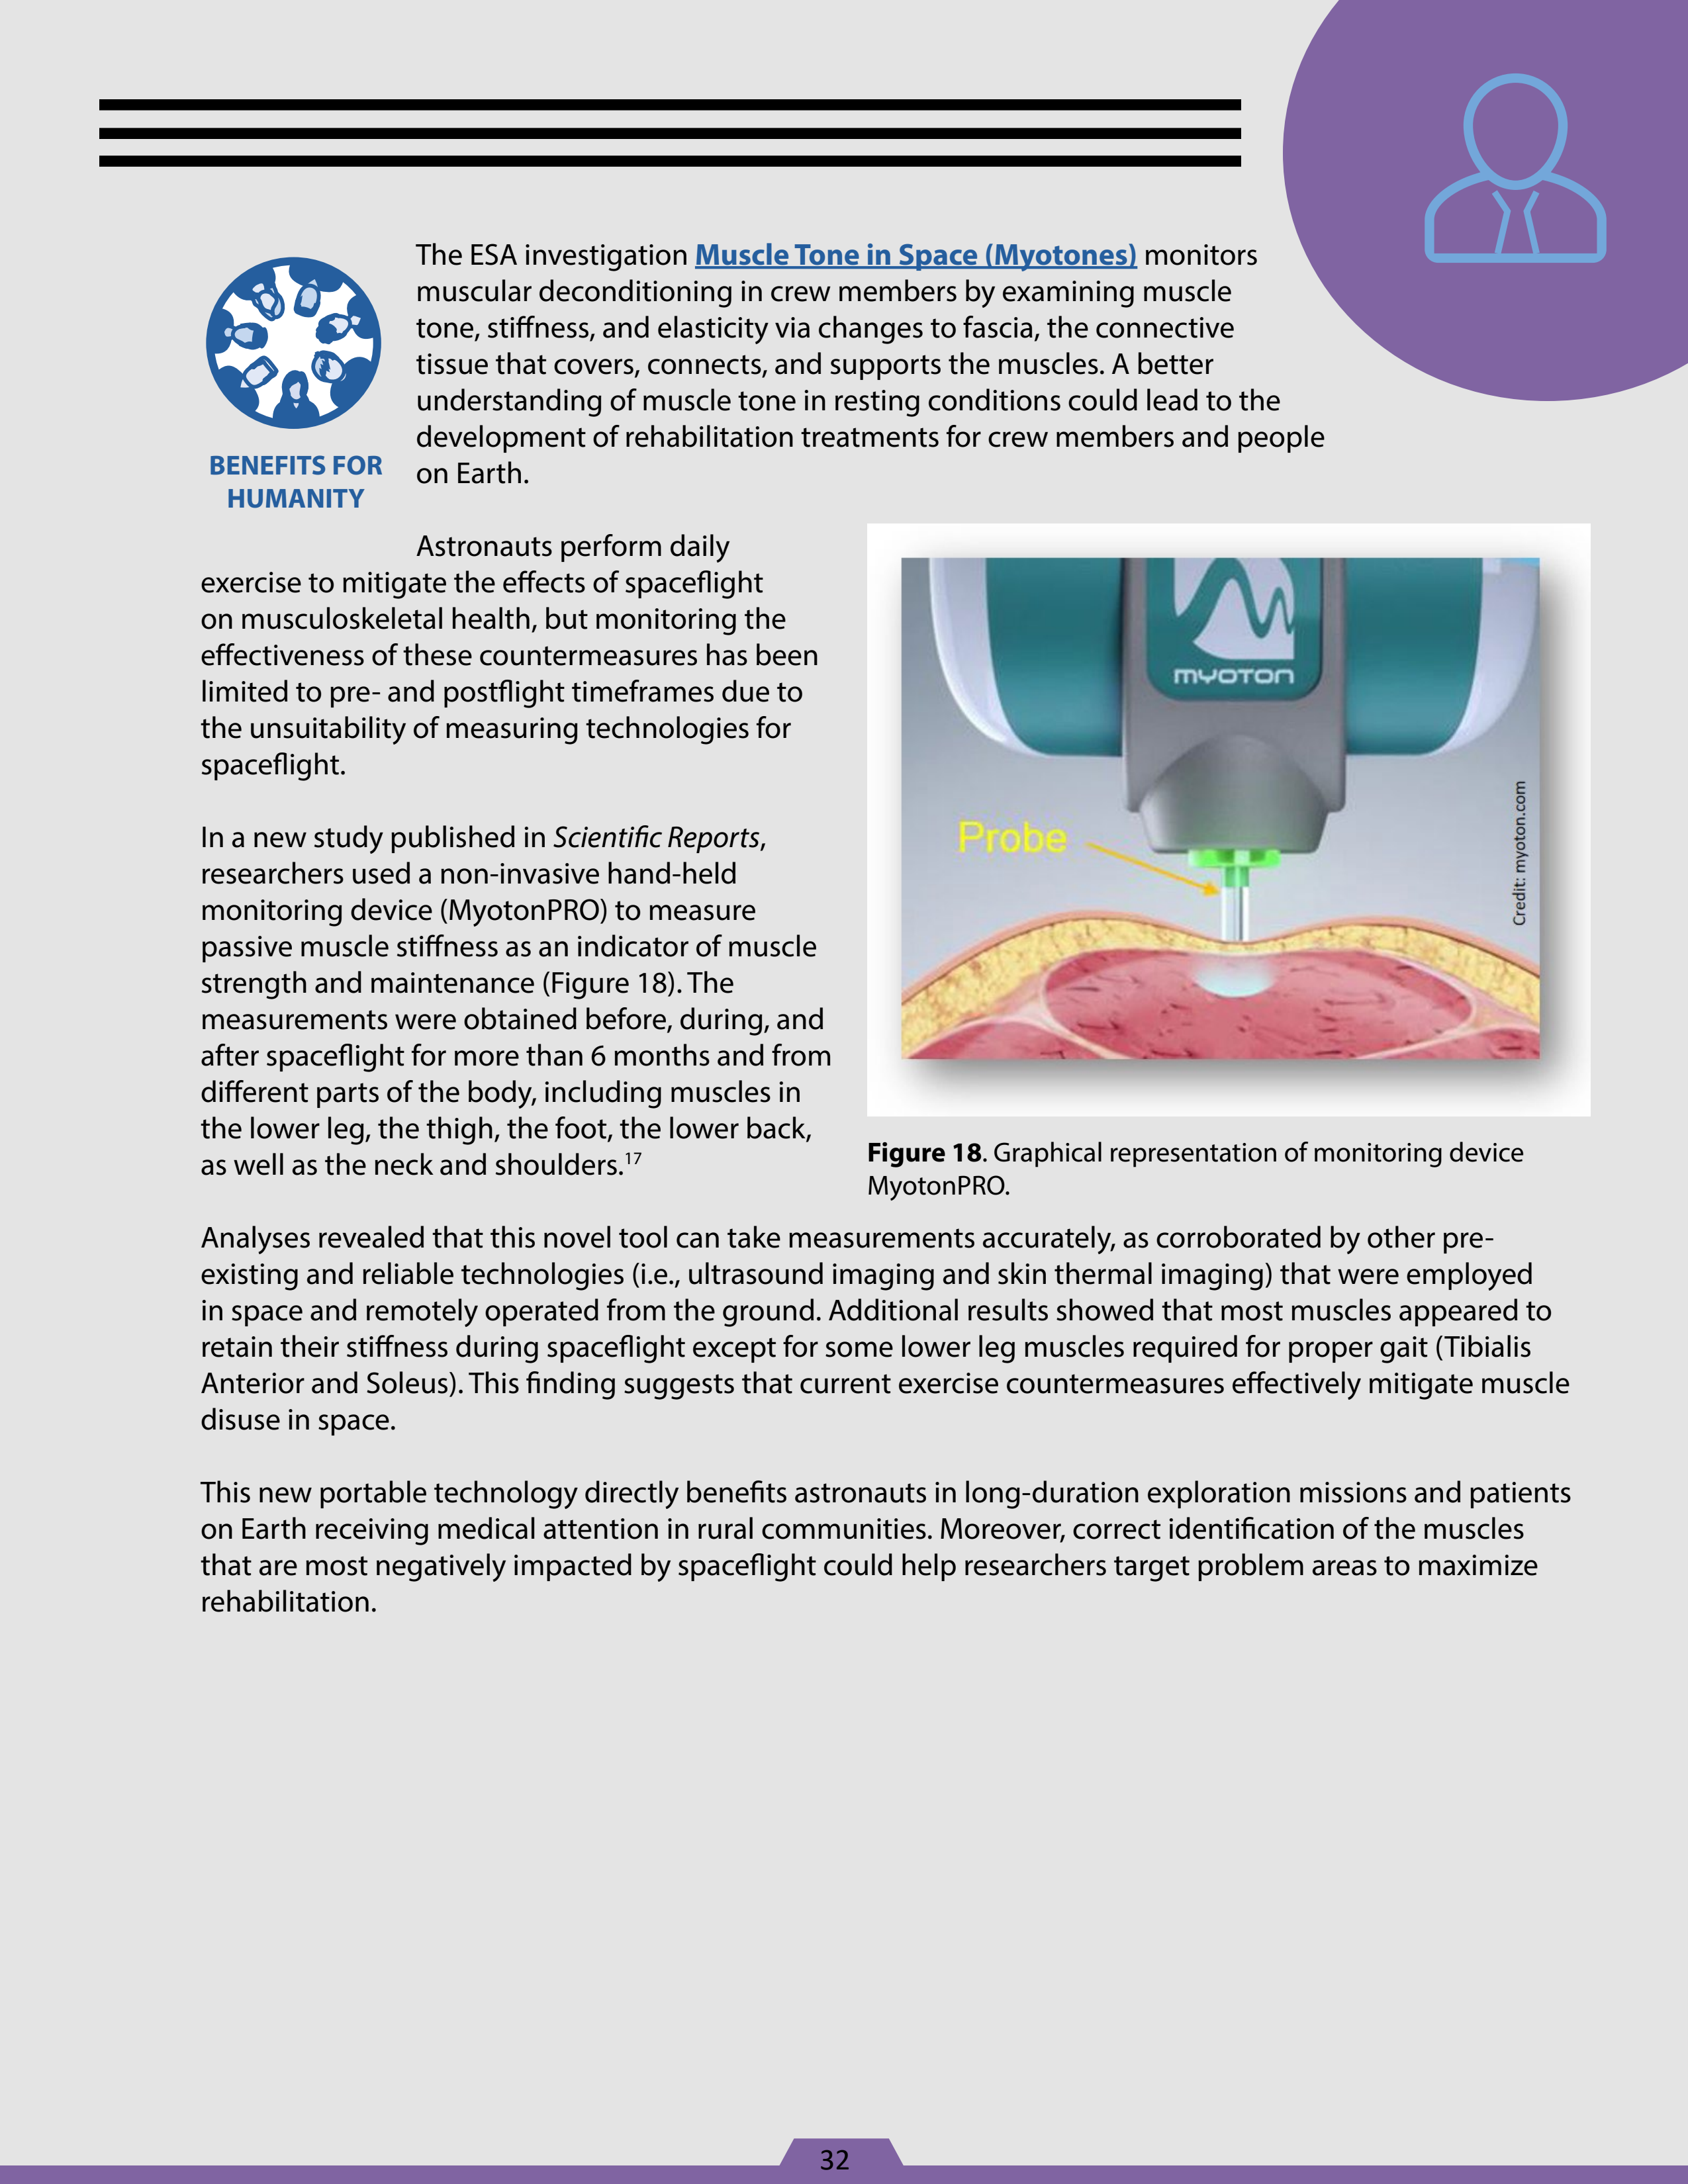 The ESA investigation Muscle Tone in Space (Myotones) monitors
muscular deconditioning in crew members by examining muscle
tone, stiffness, and elasticity via changes to fascia, the connective
tissue that covers, connects, and supports the muscles. A better
understanding of muscle tone in resting conditions could lead to the
development of rehabilitation treatments for crew members and people
on Earth.
BENEFITS FOR
HUMANITY
Astronauts perform daily
exercise to mitigate the effects of spaceflight
on musculoskeletal health, but monitoring the
effectiveness of these countermeasures has been
limited to pre- and postflight timeframes due to
the unsuitability of measuring technologies for
spaceflight.
In a new study published in Scientific Reports,
researchers used a non-invasive hand-held
monitoring device (MyotonPRO) to measure
passive muscle stiffness as an indicator of muscle
strength and maintenance (Figure 18). The
measurements were obtained before, during, and
after spaceflight for more than 6 months and from
different parts of the body, including muscles in
the lower leg, the thigh, the foot, the lower back,
as well as the neck and shoulders.17
MYOTON
Probe
Credit: myoton.com
Figure 18. Graphical representation of monitoring device
MyotonPRO.
Analyses revealed that this novel tool can take measurements accurately, as corroborated by other pre-
existing and reliable technologies (i.e., ultrasound imaging and skin thermal imaging) that were employed
in space and remotely operated from the ground. Additional results showed that most muscles appeared to
retain their stiffness during spaceflight except for some lower leg muscles required for proper gait (Tibialis
Anterior and Soleus). This finding suggests that current exercise countermeasures effectively mitigate muscle
disuse in space.
This new portable technology directly benefits astronauts in long-duration exploration missions and patients
on Earth receiving medical attention in rural communities. Moreover, correct identification of the muscles
that are most negatively impacted by spaceflight could help researchers target problem areas to maximize
rehabilitation.
32